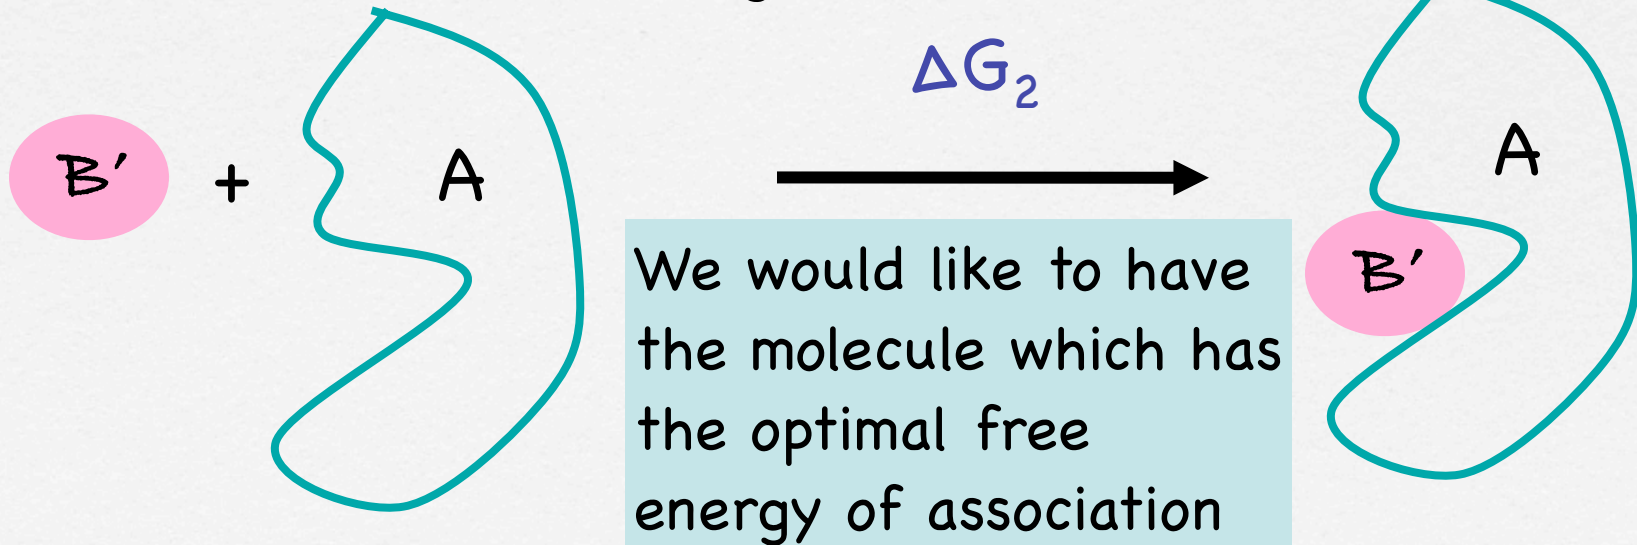 ΔG₂
B′ + A
A
B′
We would like to have
the molecule which has
the optimal free
energy of association